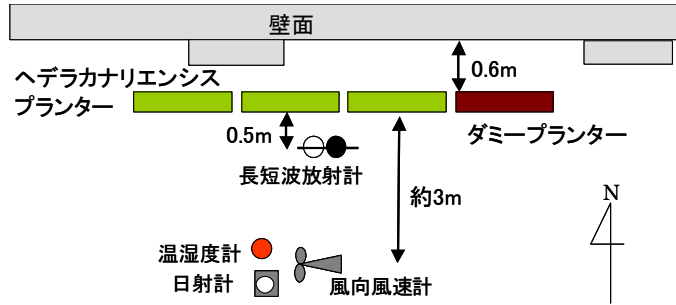 壁面
ヘデラカナリエンシス
プランター
0.6m
0.5m
ダミープランター
長短波放射計
約3m
N
温湿度計
日射計
風向風速計